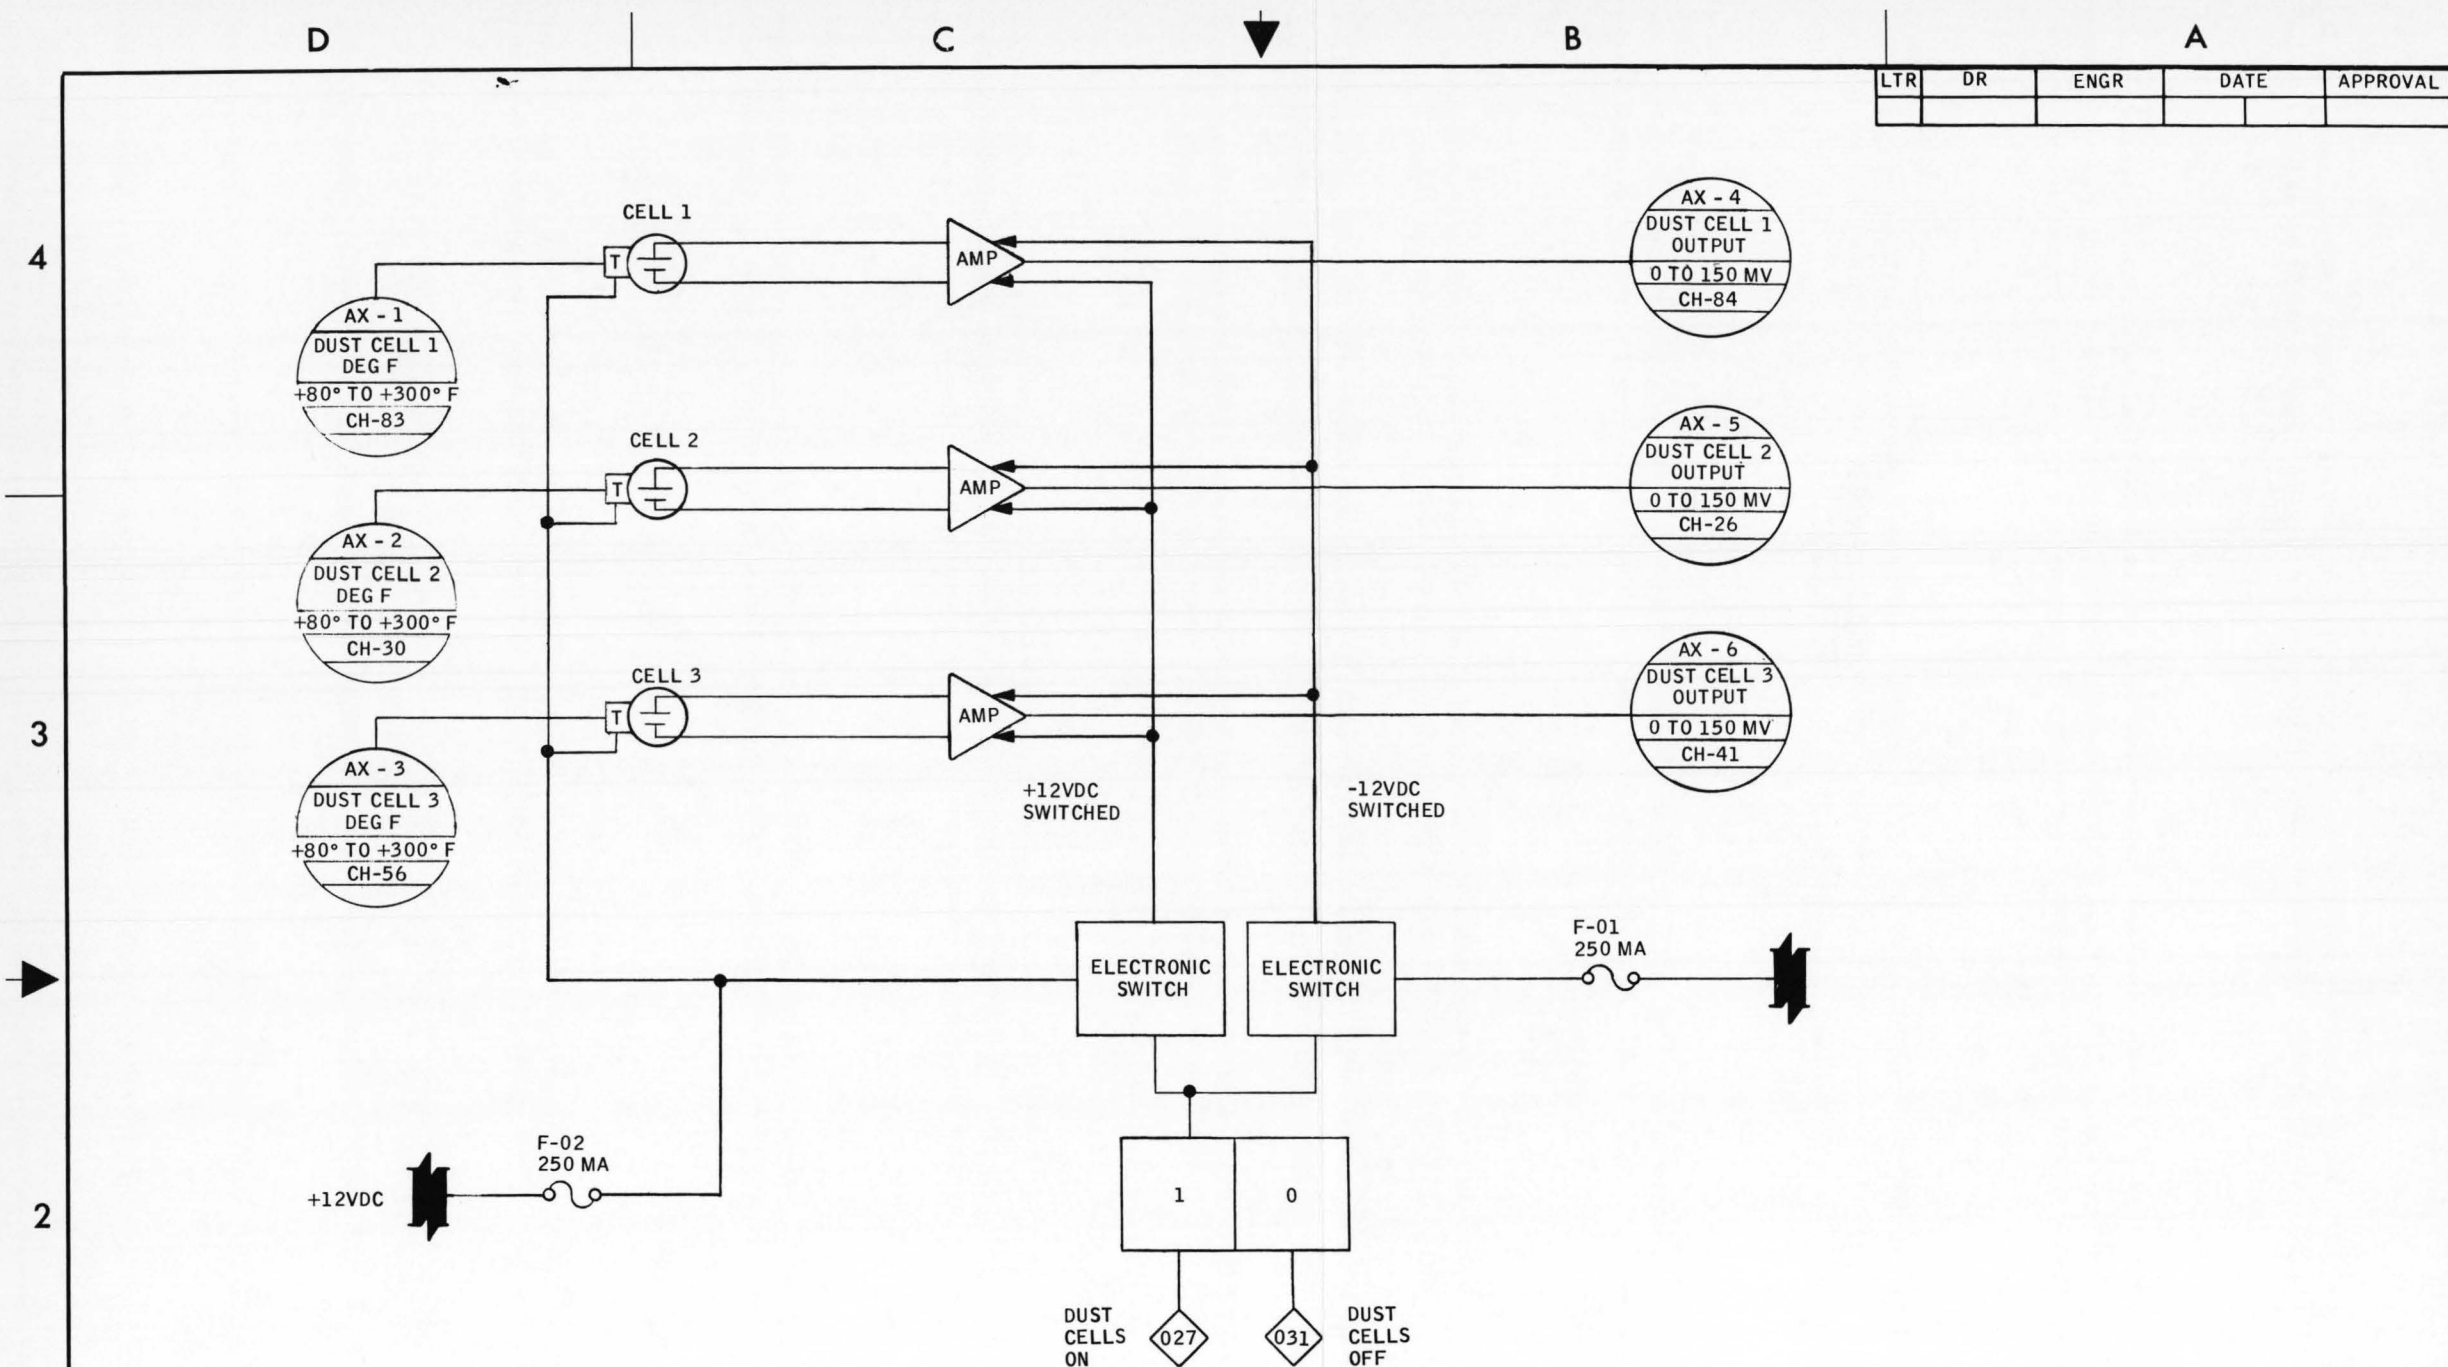 D C B A
LTR DR ENGR DATE APPROVAL
4
CELL 1
T
AMP
AX - 4
DUST CELL 1
OUTPUT
0 TO 150 MV
CH-84
AX - 1
DUST CELL 1
DEG F
+80° TO +300° F
CH-83
CELL 2
T
AMP
AX - 5
DUST CELL 2
OUTPUT
0 TO 150 MV
CH-26
AX - 2
DUST CELL 2
DEG F
+80° TO +300° F
CH-30
3
CELL 3
T
AMP
AX - 6
DUST CELL 3
OUTPUT
0 TO 150 MV
CH-41
AX - 3
DUST CELL 3
DEG F
+80° TO +300° F
CH-56
+12VDC
SWITCHED
-12VDC
SWITCHED
ELECTRONIC
SWITCH
ELECTRONIC
SWITCH
F-01
250 MA
2
+12VDC
F-02
250 MA
1 0
DUST
CELLS
ON
027
031
DUST
CELLS
OFF